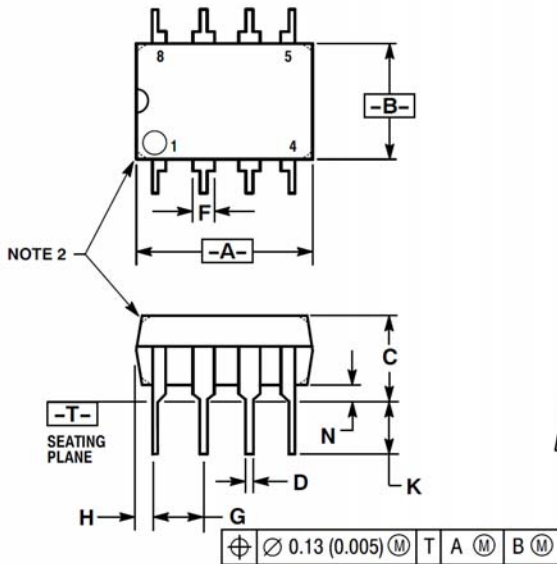 8 5
-B-
1 4
F
NOTE 2
-A-
C
-T-
N
SEATING
PLANE
D
K
H
G
⌖ ⌀ 0.13 (0.005) Ⓜ T A Ⓜ B Ⓜ